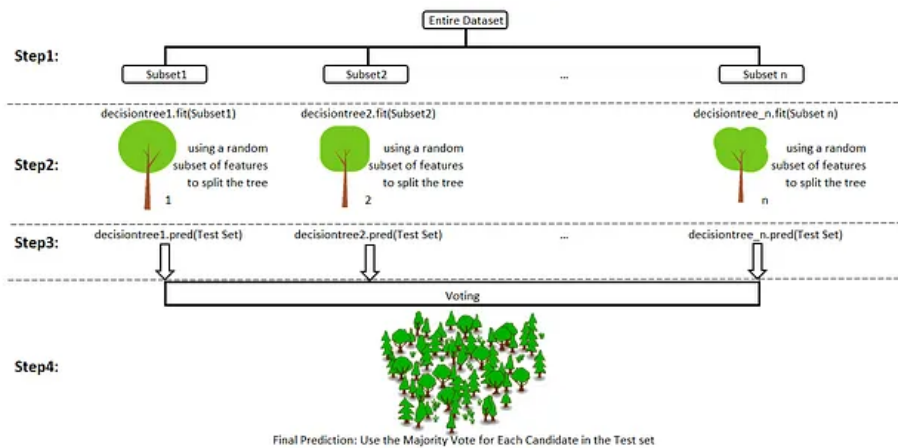 Entire Dataset
Step1:
Subset1
Subset2
...
Subset n
decisiontree1.fit(Subset1)
decisiontree2.fit(Subset2)
decisiontree_n.fit(Subset n)
Step2:
using a random
subset of features
to split the tree
1
using a random
subset of features
to split the tree
2
using a random
subset of features
to split the tree
n
Step3:
decisiontree1.pred(Test Set)
decisiontree2.pred(Test Set)
...
decisiontree_n.pred(Test Set)
Voting
Step4:
Final Prediction: Use the Majority Vote for Each Candidate in the Test set